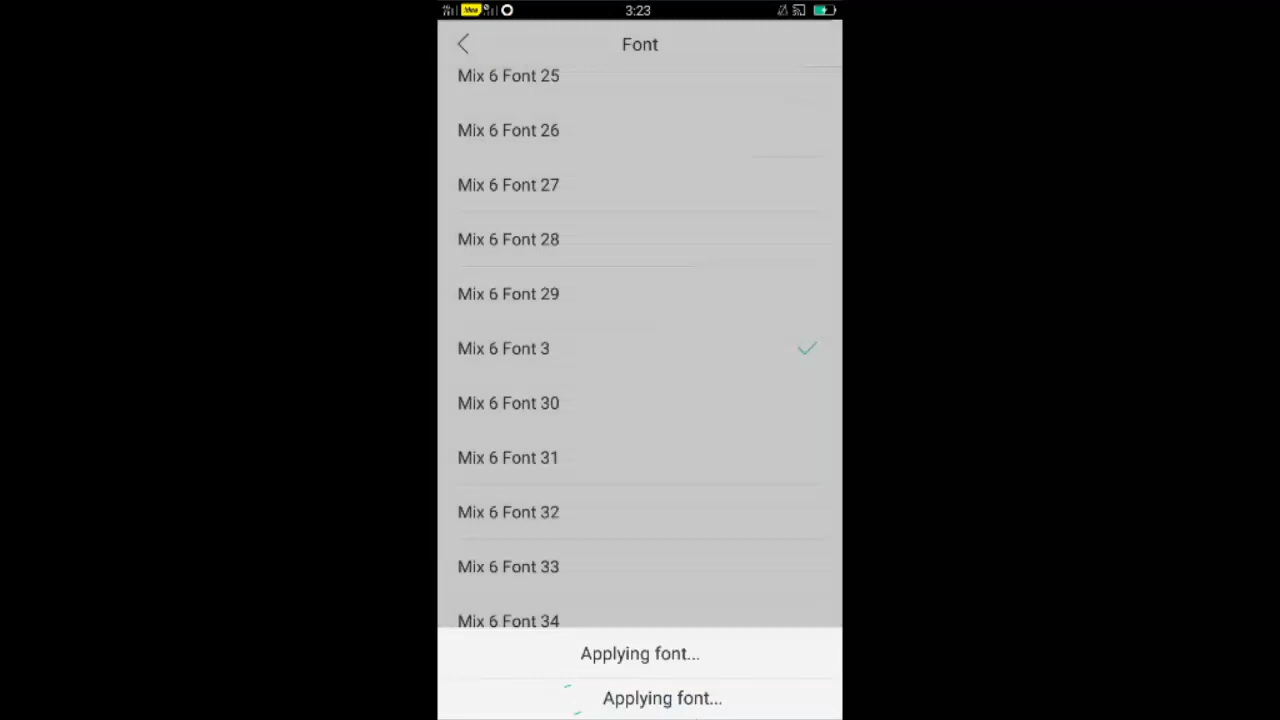 3:23
Font
Mix 6 Font 25
Mix 6 Font 26
Mix 6 Font 27
Mix 6 Font 28
Mix 6 Font 29
Mix 6 Font 3
Mix 6 Font 30
Mix 6 Font 31
Mix 6 Font 32
Mix 6 Font 33
Mix 6 Font 34
Applying font...
Applying font...